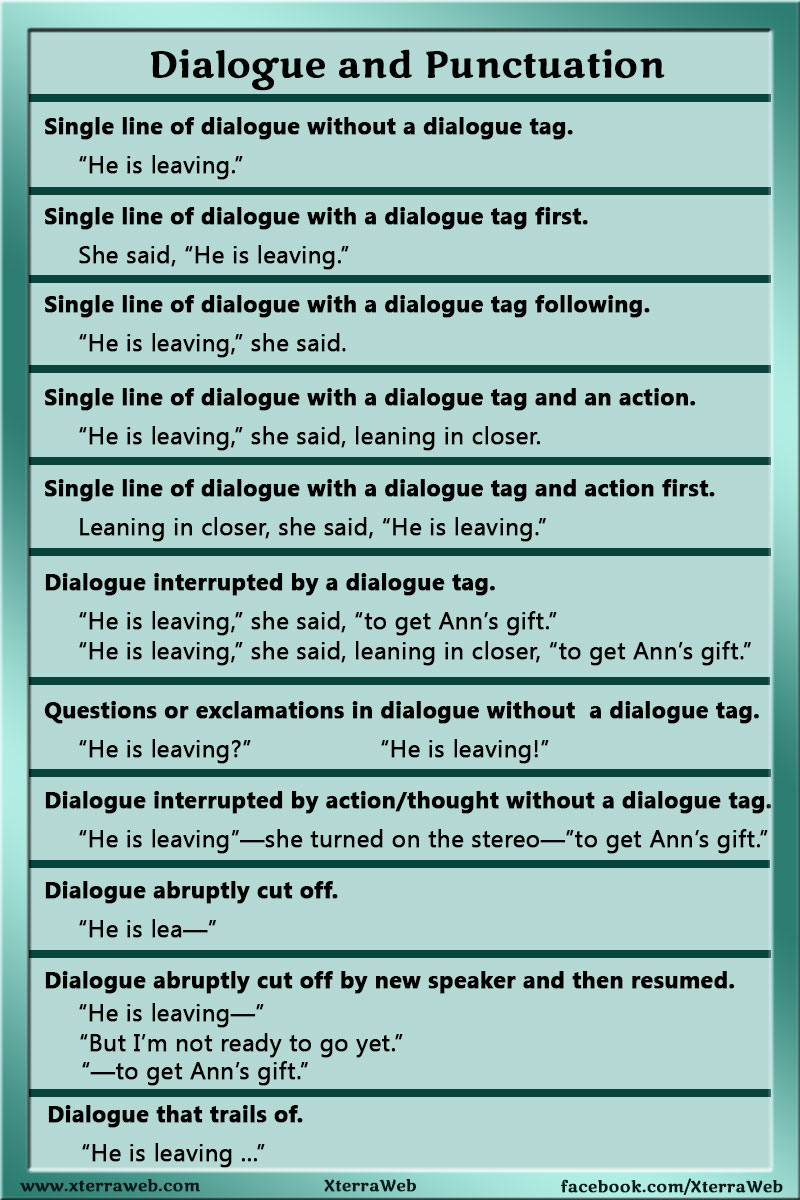 Dialogue and Punctuation
Single line of dialogue without a dialogue tag.
“He is leaving.”
Single line of dialogue with a dialogue tag first.
She said, “He is leaving.”
Single line of dialogue with a dialogue tag following.
“He is leaving,” she said.
Single line of dialogue with a dialogue tag and an action.
“He is leaving,” she said, leaning in closer.
Single line of dialogue with a dialogue tag and action first.
Leaning in closer, she said, “He is leaving.”
Dialogue interrupted by a dialogue tag.
“He is leaving,” she said, “to get Ann’s gift.”
“He is leaving,” she said, leaning in closer, “to get Ann’s gift.”
Questions or exclamations in dialogue without  a dialogue tag.
“He is leaving?” “He is leaving!”
Dialogue interrupted by action/thought without a dialogue tag.
“He is leaving”—she turned on the stereo—”to get Ann’s gift.”
Dialogue abruptly cut off.
“He is lea—”
Dialogue abruptly cut off by new speaker and then resumed.
“He is leaving—”
“But I’m not ready to go yet.”
“—to get Ann’s gift.”
Dialogue that trails of.
“He is leaving ...”
www.xterraweb.com XterraWeb facebook.com/XterraWeb